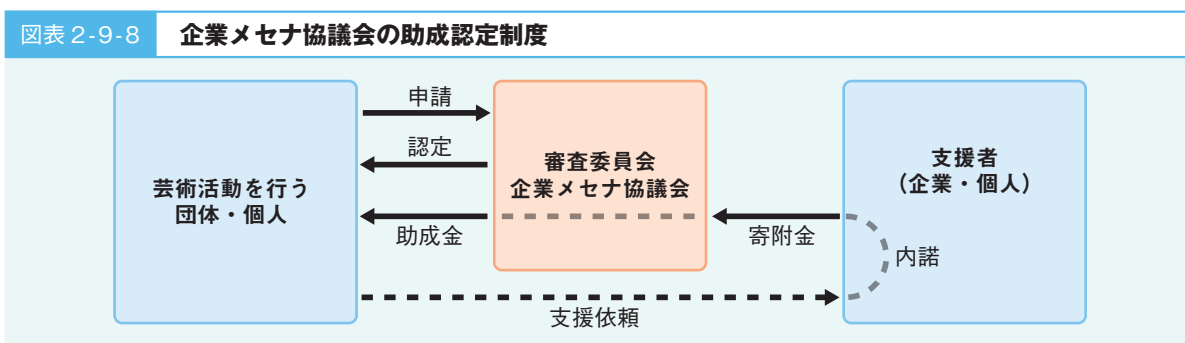 図表 2-9-8 企業メセナ協議会の助成認定制度
芸術活動を行う
団体・個人
申請
認定
助成金
審査委員会
企業メセナ協議会
寄附金
支援者
(企業・個人)
内諾
支援依頼